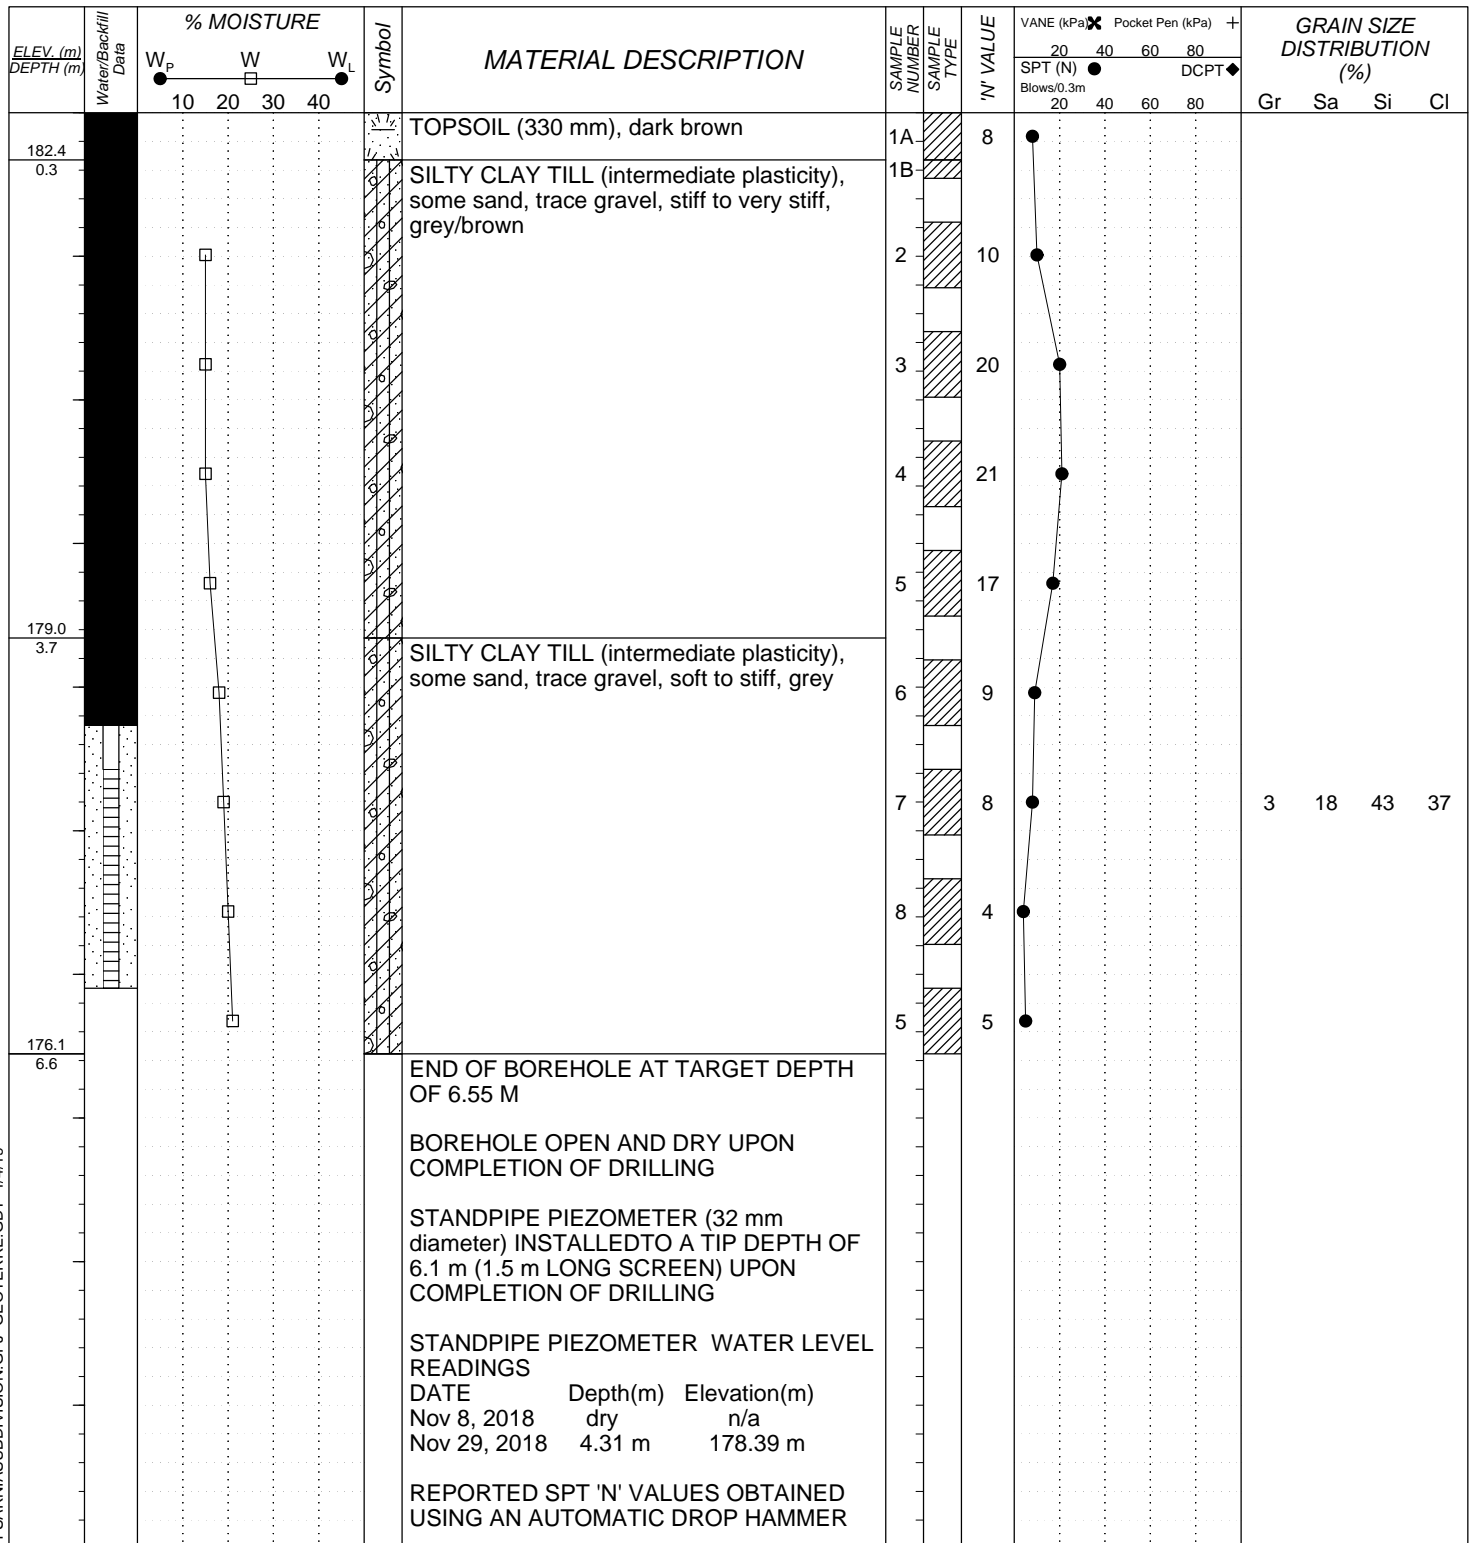 ELEV. (m)
DEPTH (m)
Water/Backfill
Data
% MOISTURE
WP W WL
10 20 30 40
Symbol
MATERIAL DESCRIPTION
SAMPLE
NUMBER
SAMPLE
TYPE
'N' VALUE
VANE (kPa) Pocket Pen (kPa)
20 40 60 80
SPT (N) DCPT
Blows/0.3m
20 40 60 80
GRAIN SIZE
DISTRIBUTION
(%)
Gr Sa Si Cl
TOPSOIL (330 mm), dark brown
1A 8
182.4
0.3
1B
SILTY CLAY TILL (intermediate plasticity),
some sand, trace gravel, stiff to very stiff,
grey/brown
2 10
3 20
4 21
5 17
179.0
3.7
SILTY CLAY TILL (intermediate plasticity),
some sand, trace gravel, soft to stiff, grey
6 9
7 8 3 18 43 37
8 4
5 5
176.1
6.6
END OF BOREHOLE AT TARGET DEPTH
OF 6.55 M
BOREHOLE OPEN AND DRY UPON
COMPLETION OF DRILLING
STANDPIPE PIEZOMETER (32 mm
diameter) INSTALLEDTO A TIP DEPTH OF
6.1 m (1.5 m LONG SCREEN) UPON
COMPLETION OF DRILLING
STANDPIPE PIEZOMETER WATER LEVEL
READINGS
DATE Depth(m) Elevation(m)
Nov 8, 2018 dry n/a
Nov 29, 2018 4.31 m 178.39 m
REPORTED SPT 'N' VALUES OBTAINED
USING AN AUTOMATIC DROP HAMMER